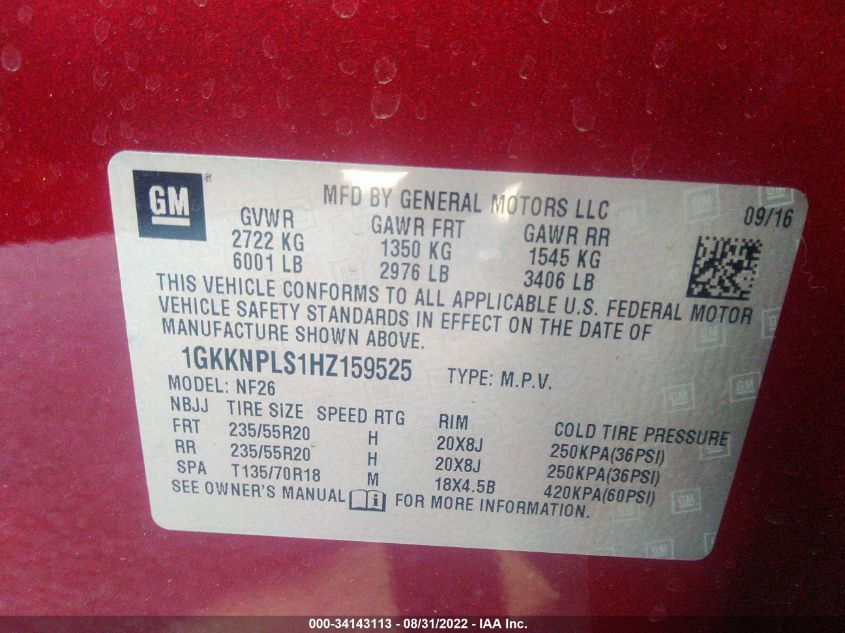 GM ®
MFD BY GENERAL MOTORS LLC
09/16
GVWR GAWR FRT GAWR RR
2722 KG 1350 KG 1545 KG
6001 LB 2976 LB 3406 LB
THIS VEHICLE CONFORMS TO ALL APPLICABLE U.S. FEDERAL MOTOR
VEHICLE SAFETY STANDARDS IN EFFECT ON THE DATE OF
MANUFACTURE SHOWN ABOVE.
1GKKNPLS1HZ159525 TYPE: M.P.V.
MODEL: NF26
NBJJ TIRE SIZE SPEED RTG RIM COLD TIRE PRESSURE
FRT 235/55R20 H 20X8J 250KPA(36PSI)
RR 235/55R20 H 20X8J 250KPA(36PSI)
SPA T135/70R18 M 18X4.5B 420KPA(60PSI)
SEE OWNER'S MANUAL FOR MORE INFORMATION.
000-34143113 - 08/31/2022 - IAA Inc.